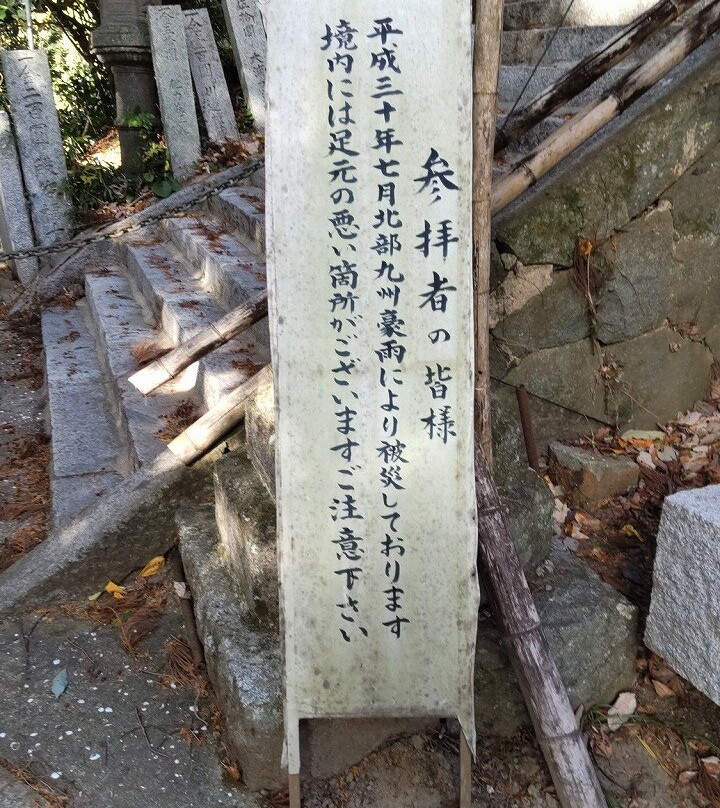 参拝者の皆様
平成三十年七月北部九州豪雨により被災しております
境内には足元の悪い箇所がございますご注意下さい